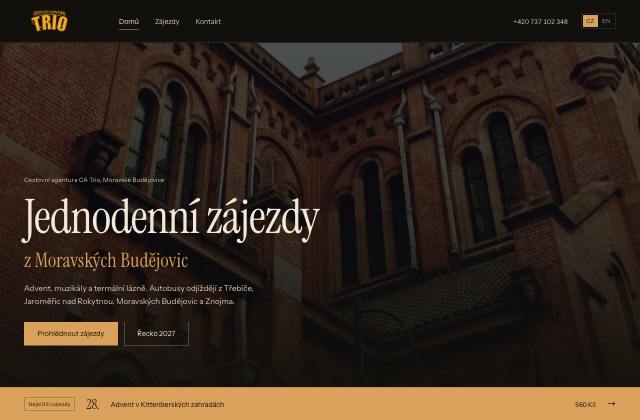 TRIO
Domů
Zájezdy
Kontakt
+420 737 102 348
CZ
EN
Cestovní agentura CA Trio, Moravské Budějovice
Jednodenní zájezdy
z Moravských Budějovic
Advent, muzikály a termální lázně. Autobusy odjíždějí z Třebíče,
Jaroměřic nad Rokytnou, Moravských Budějovic a Znojma.
Prohlédnout zájezdy
Řecko 2027
Nejbližší odjezdy
28.
Advent v Kittenberských zahradách
560 Kč →